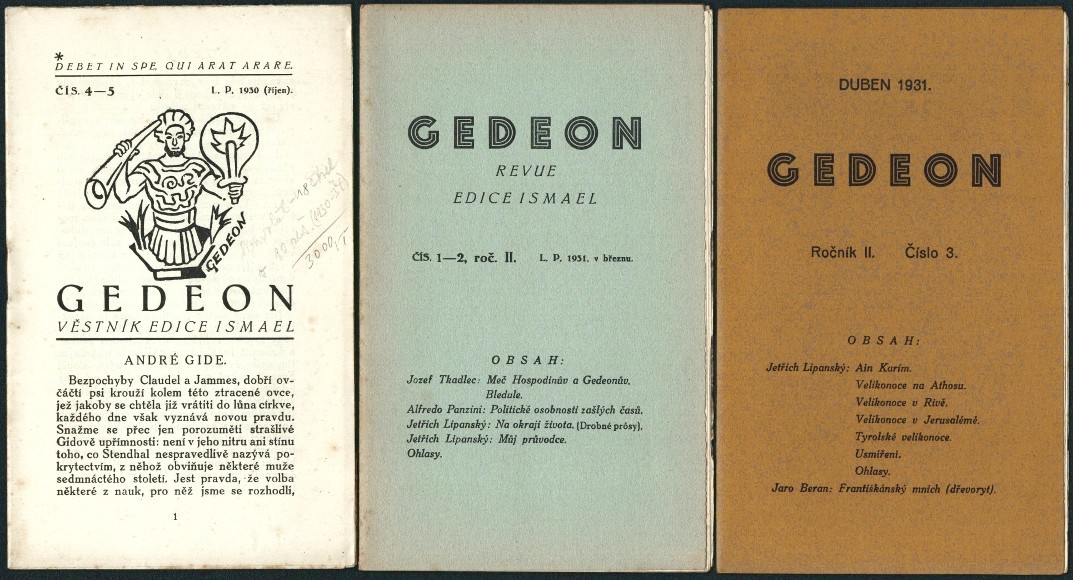 *
DEBET IN SPE, QUI ARAT ARARE.
ČÍS. 4—5 L. P. 1930 (říjen).
GEDEON
3000,-
GEDEON
VĚSTNÍK EDICE ISMAEL
ANDRÉ GIDE.
Bezpochyby Claudel a Jammes, dobří ov-
čáčtí psi krouží kolem této ztracené ovce,
jež jakoby se chtěla již vrátiti do lůna církve,
každého dne však vyznává novou pravdu.
Snažme se přec jen porozuměti strašlivé
Gidově upřímnosti: není v jeho nitru ani stínu
toho, co Stendhal nespravedlivě nazývá po-
krytectvím, z něhož obviňuje některé muže
sedmnáctého století. Jest pravda, že volba
některé z nauk, pro něž jsme se rozhodli,
1
GEDEON
REVUE
EDICE ISMAEL
ČÍS. 1—2, roč. II. L. P. 1931. v březnu.
OBSAH:
Jozef Tkadlec: Meč Hospodinův a Gedeonův.
Bledule.
Alfredo Panzini: Politické osobnosti zašlých časů.
Jetřich Lipanský: Na okraji života. (Drobné prósy).
Jetřich Lipanský: Můj průvodce.
Ohlasy.
DUBEN 1931.
GEDEON
Ročník II. Číslo 3.
OBSAH:
Jetřich Lipanský: Ain Karim.
Velikonoce na Athosu.
Velikonoce v Rivě.
Velikonoce v Jerusalémě.
Tyrolské velikonoce.
Usmíření.
Ohlasy.
Jaro Beran: Františkánský mnich (dřevoryt).